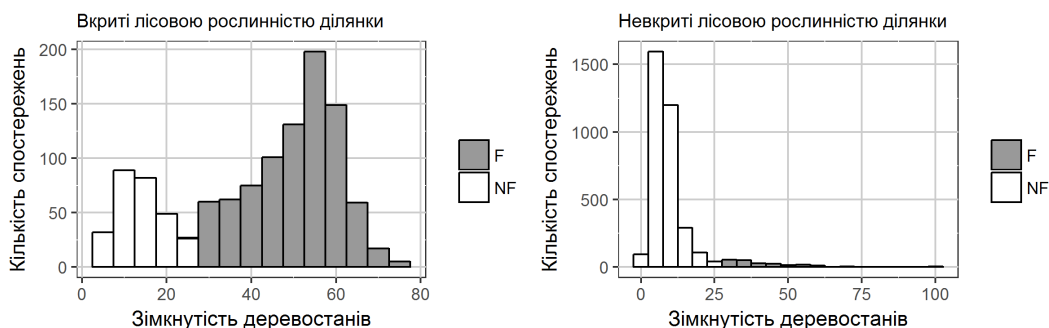 Вкриті лісовою рослинністю ділянки
Кількість спостережень
200
150
100
50
0
0 20 40 60 80
Зімкнутість деревостанів
F
NF
Невкриті лісовою рослинністю ділянки
Кількість спостережень
1500
1000
500
0
0 25 50 75 100
Зімкнутість деревостанів
F
NF